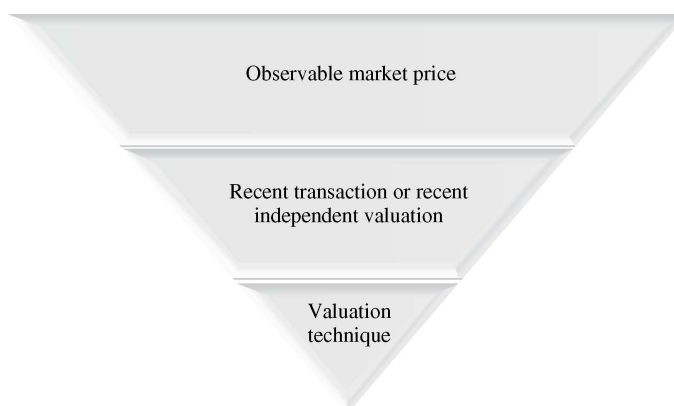 Observable market price
Recent transaction or recent
independent valuation
Valuation
technique